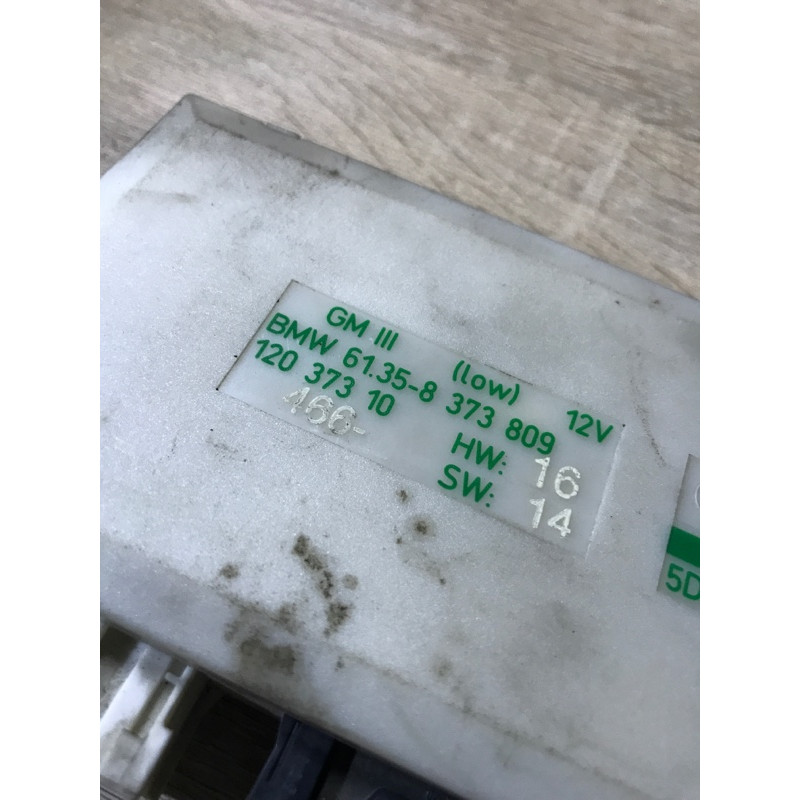 GM III (low) 12V
BMW 61.35-8 373 809
120 373 10 HW: 16
466- SW: 14
5D